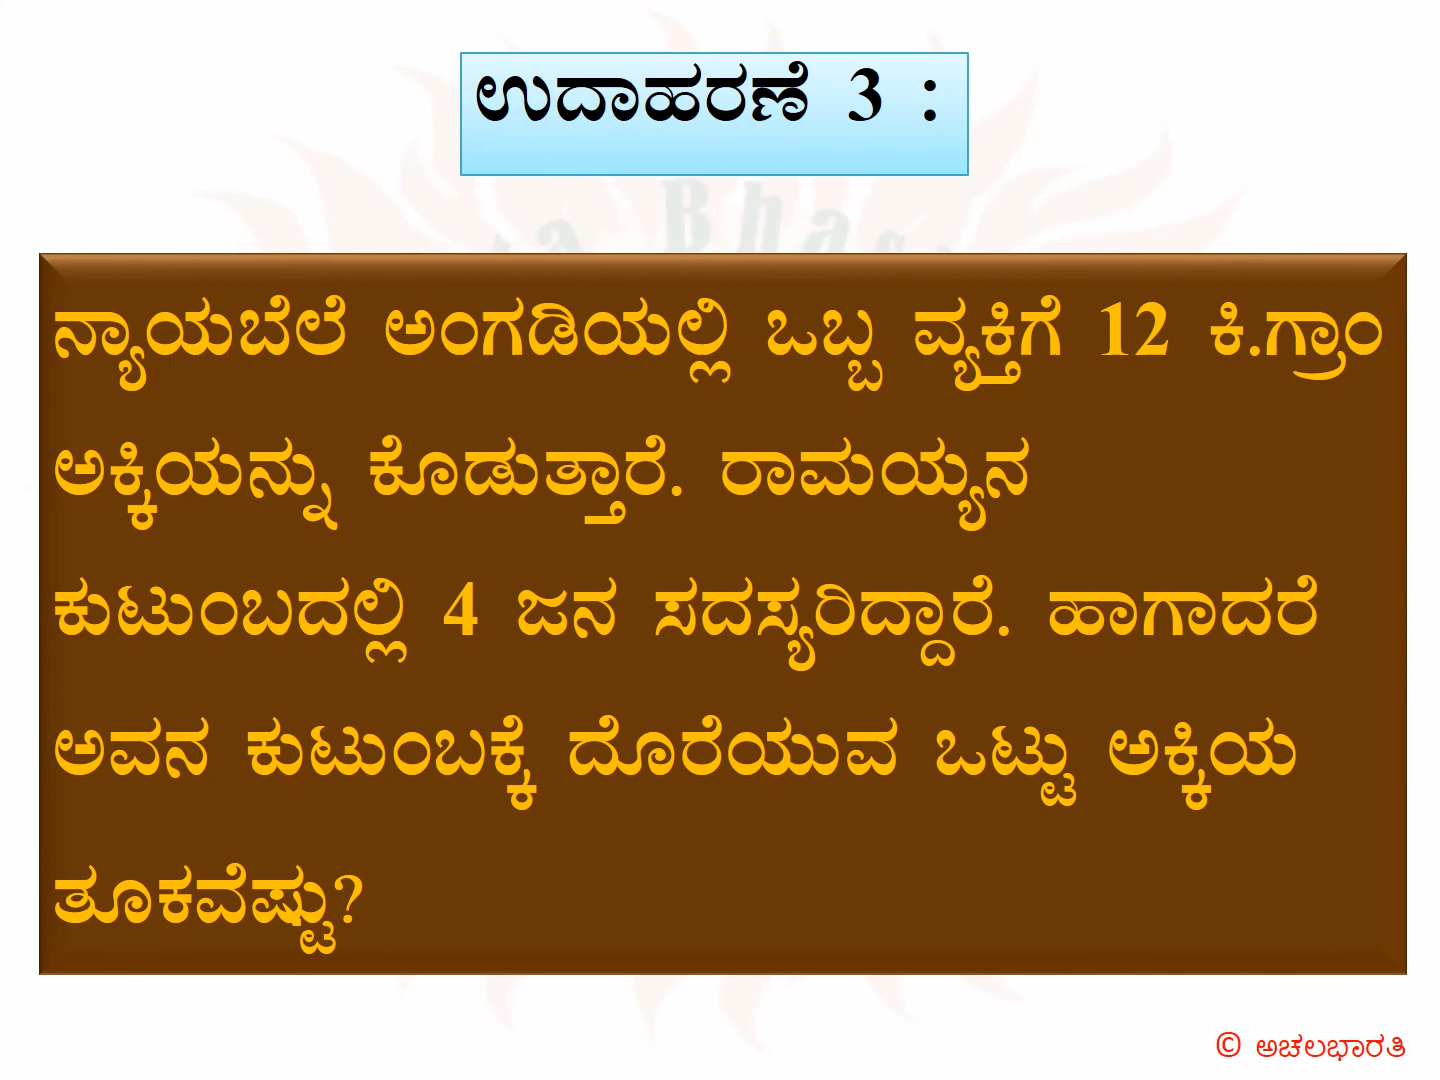 ಉದಾಹರಣೆ 3 :
ನ್ಯಾಯಬೆಲೆ ಅಂಗಡಿಯಲ್ಲಿ ಒಬ್ಬ ವ್ಯಕ್ತಿಗೆ 12 ಕಿ.ಗ್ರಾಂ
ಅಕ್ಕಿಯನ್ನು ಕೊಡುತ್ತಾರೆ. ರಾಮಯ್ಯನ
ಕುಟುಂಬದಲ್ಲಿ 4 ಜನ ಸದಸ್ಯರಿದ್ದಾರೆ. ಹಾಗಾದರೆ
ಅವನ ಕುಟುಂಬಕ್ಕೆ ದೊರೆಯುವ ಒಟ್ಟು ಅಕ್ಕಿಯ
ತೂಕವೆಷ್ಟು?
© ಅಚಲಭಾರತಿ